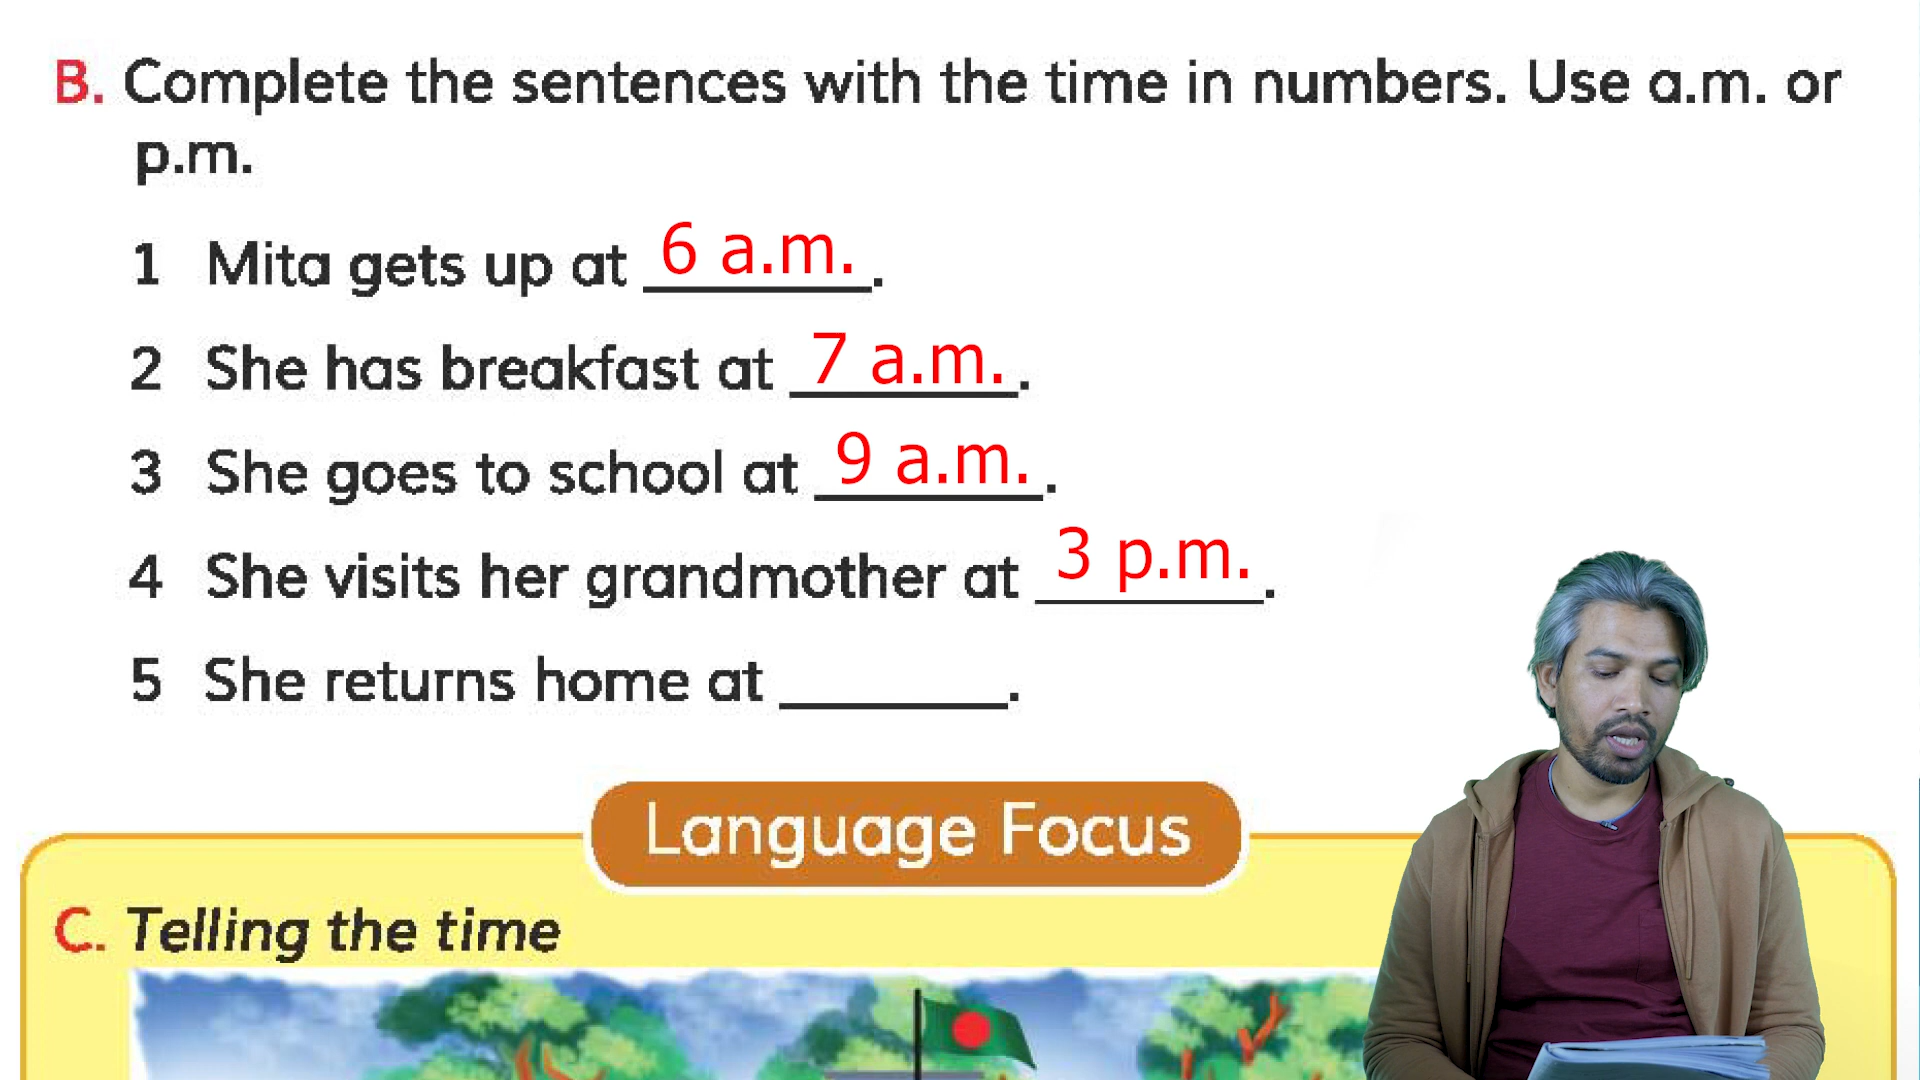 B. Complete the sentences with the time in numbers. Use a.m. or
p.m.
1 Mita gets up at 6 a.m..
2 She has breakfast at 7 a.m..
3 She goes to school at 9 a.m..
4 She visits her grandmother at 3 p.m..
5 She returns home at ________.
Language Focus
C. Telling the time